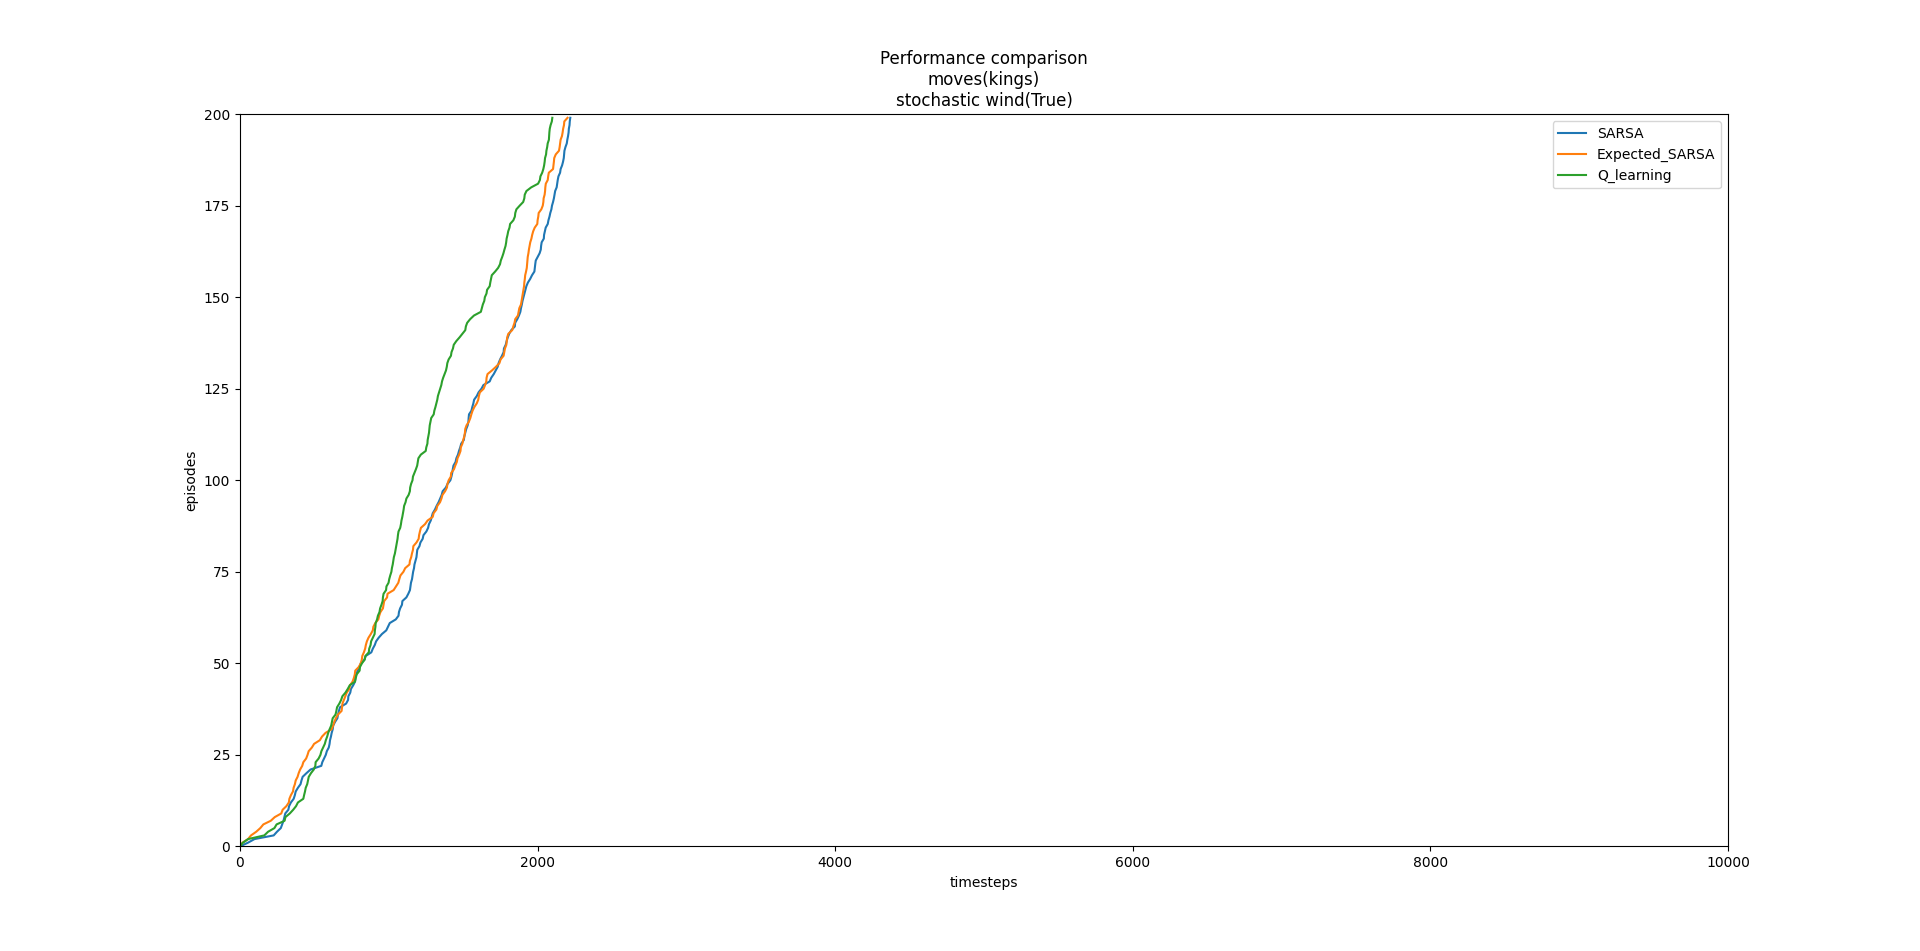 Performance comparison
moves(kings)
stochastic wind(True)
200
175
150
125
100
75
50
25
0
episodes
SARSA
Expected_SARSA
Q_learning
0 2000 4000 6000 8000 10000
timesteps